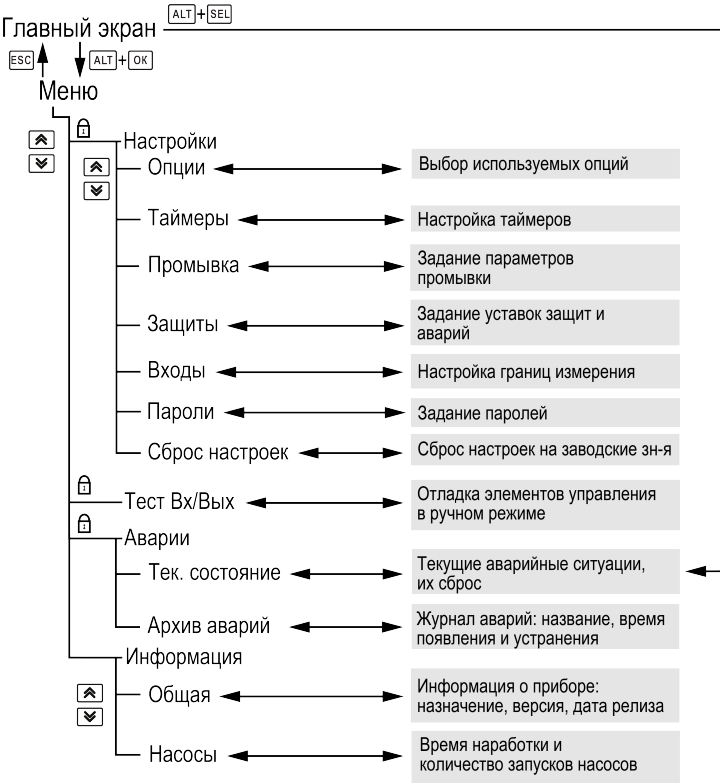 ALT+SEL
Главный экран
ESC ALT+OK
Меню
Настройки
Опции
Выбор используемых опций
Таймеры
Настройка таймеров
Промывка
Задание параметров
промывки
Защиты
Задание уставок защит и
аварий
Входы
Настройка границ измерения
Пароли
Задание паролей
Сброс настроек
Сброс настроек на заводские зн-я
Тест Вх/Вых
Отладка элементов управления
в ручном режиме
Аварии
Тек. состояние
Текущие аварийные ситуации,
их сброс
Архив аварий
Журнал аварий: название, время
появления и устранения
Информация
Общая
Информация о приборе:
назначение, версия, дата релиза
Насосы
Время наработки и
количество запусков насосов